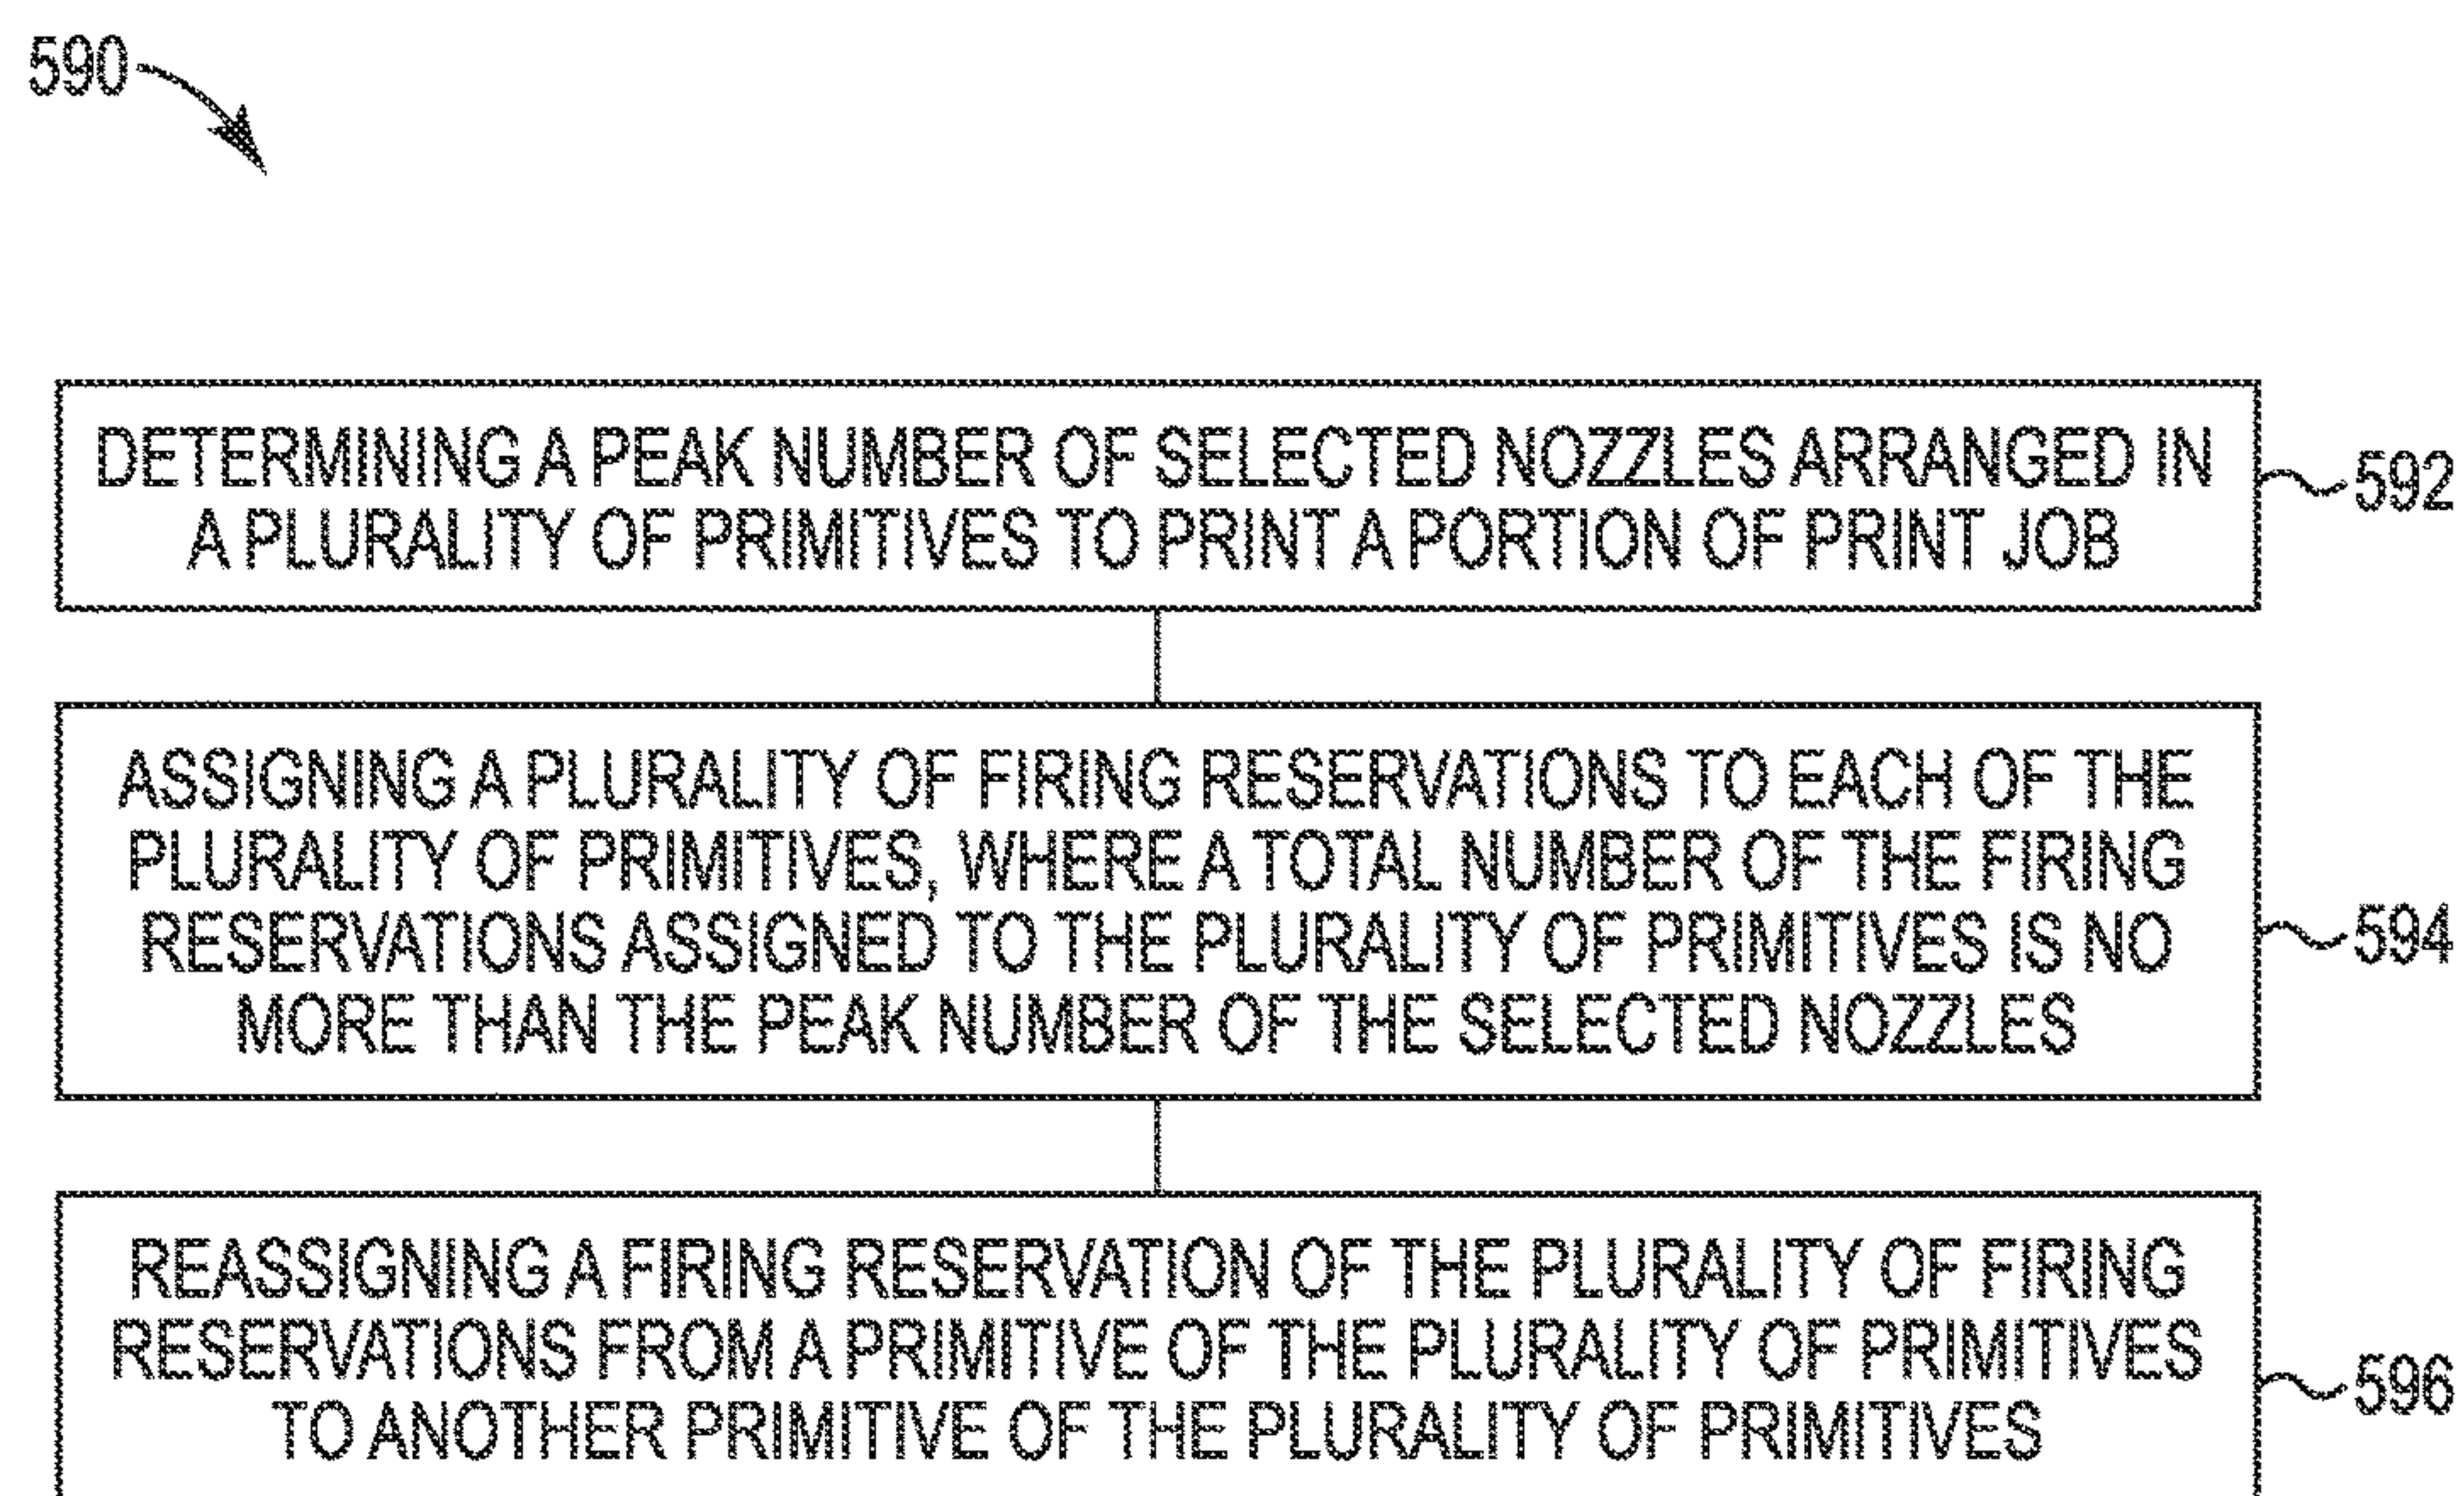 590
DETERMINING A PEAK NUMBER OF SELECTED NOZZLES ARRANGED IN
A PLURALITY OF PRIMITIVES TO PRINT A PORTION OF PRINT JOB
592
ASSIGNING A PLURALITY OF FIRING RESERVATIONS TO EACH OF THE
PLURALITY OF PRIMITIVES, WHERE A TOTAL NUMBER OF THE FIRING
RESERVATIONS ASSIGNED TO THE PLURALITY OF PRIMITIVES IS NO
MORE THAN THE PEAK NUMBER OF THE SELECTED NOZZLES
594
REASSIGNING A FIRING RESERVATION OF THE PLURALITY OF FIRING
RESERVATIONS FROM A PRIMITIVE OF THE PLURALITY OF PRIMITIVES
TO ANOTHER PRIMITIVE OF THE PLURALITY OF PRIMITIVES
596